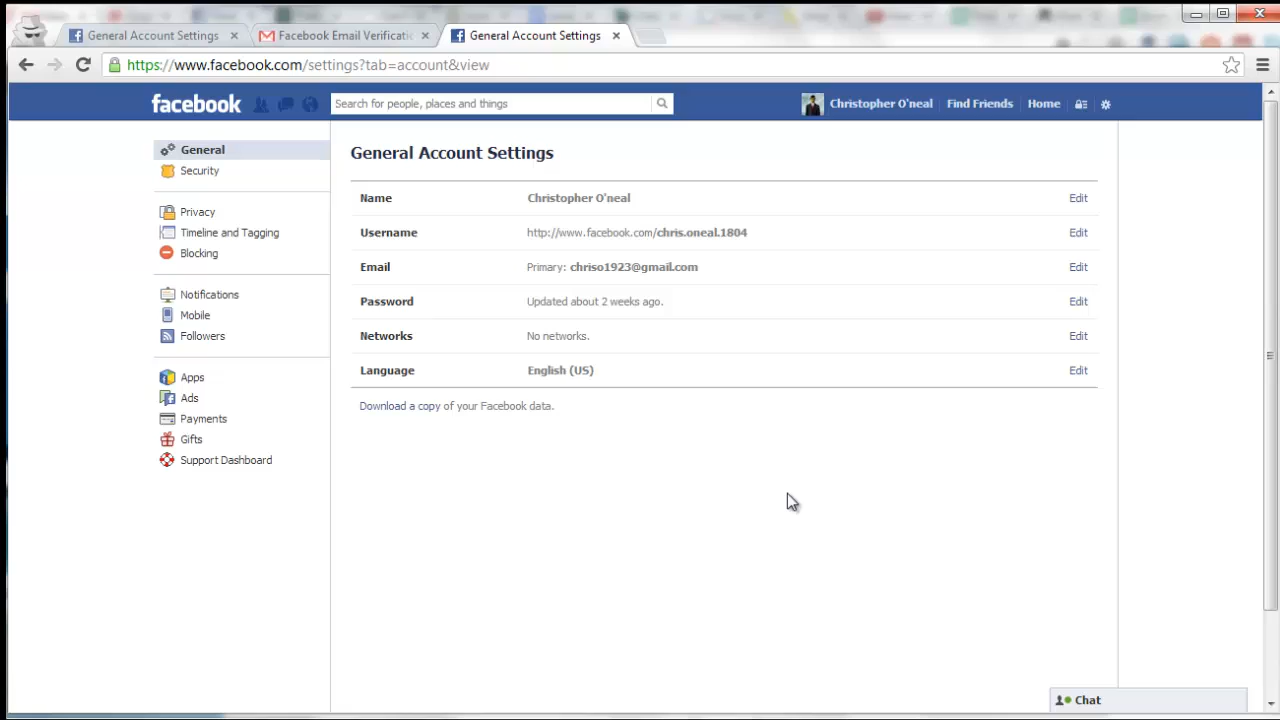 General Account Settings
Facebook Email Verificatio
General Account Settings
https://www.facebook.com/settings?tab=account&view
facebook
Search for people, places and things
Christopher O'neal
Find Friends
Home
General
Security
Privacy
Timeline and Tagging
Blocking
Notifications
Mobile
Followers
Apps
Ads
Payments
Gifts
Support Dashboard
General Account Settings
Name Christopher O'neal Edit
Username http://www.facebook.com/chris.oneal.1804 Edit
Email Primary: chriso1923@gmail.com Edit
Password Updated about 2 weeks ago. Edit
Networks No networks. Edit
Language English (US) Edit
Download a copy of your Facebook data.
Chat